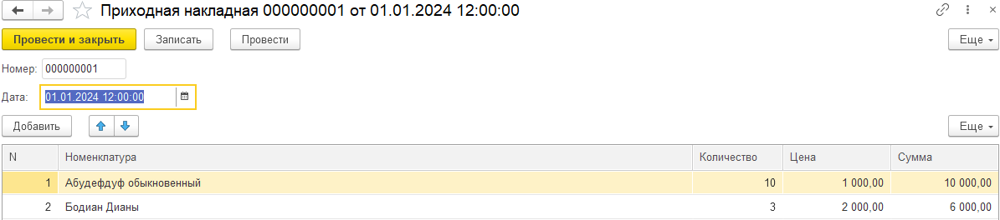 Приходная накладная 000000001 от 01.01.2024 12:00:00
Провести и закрыть Записать Провести Еще
Номер: 000000001
Дата: 01.01.2024 12:00:00
Добавить Еще
N Номенклатура Количество Цена Сумма
1 Абудефдуф обыкновенный 10 1 000,00 10 000,00
2 Бодиан Дианы 3 2 000,00 6 000,00